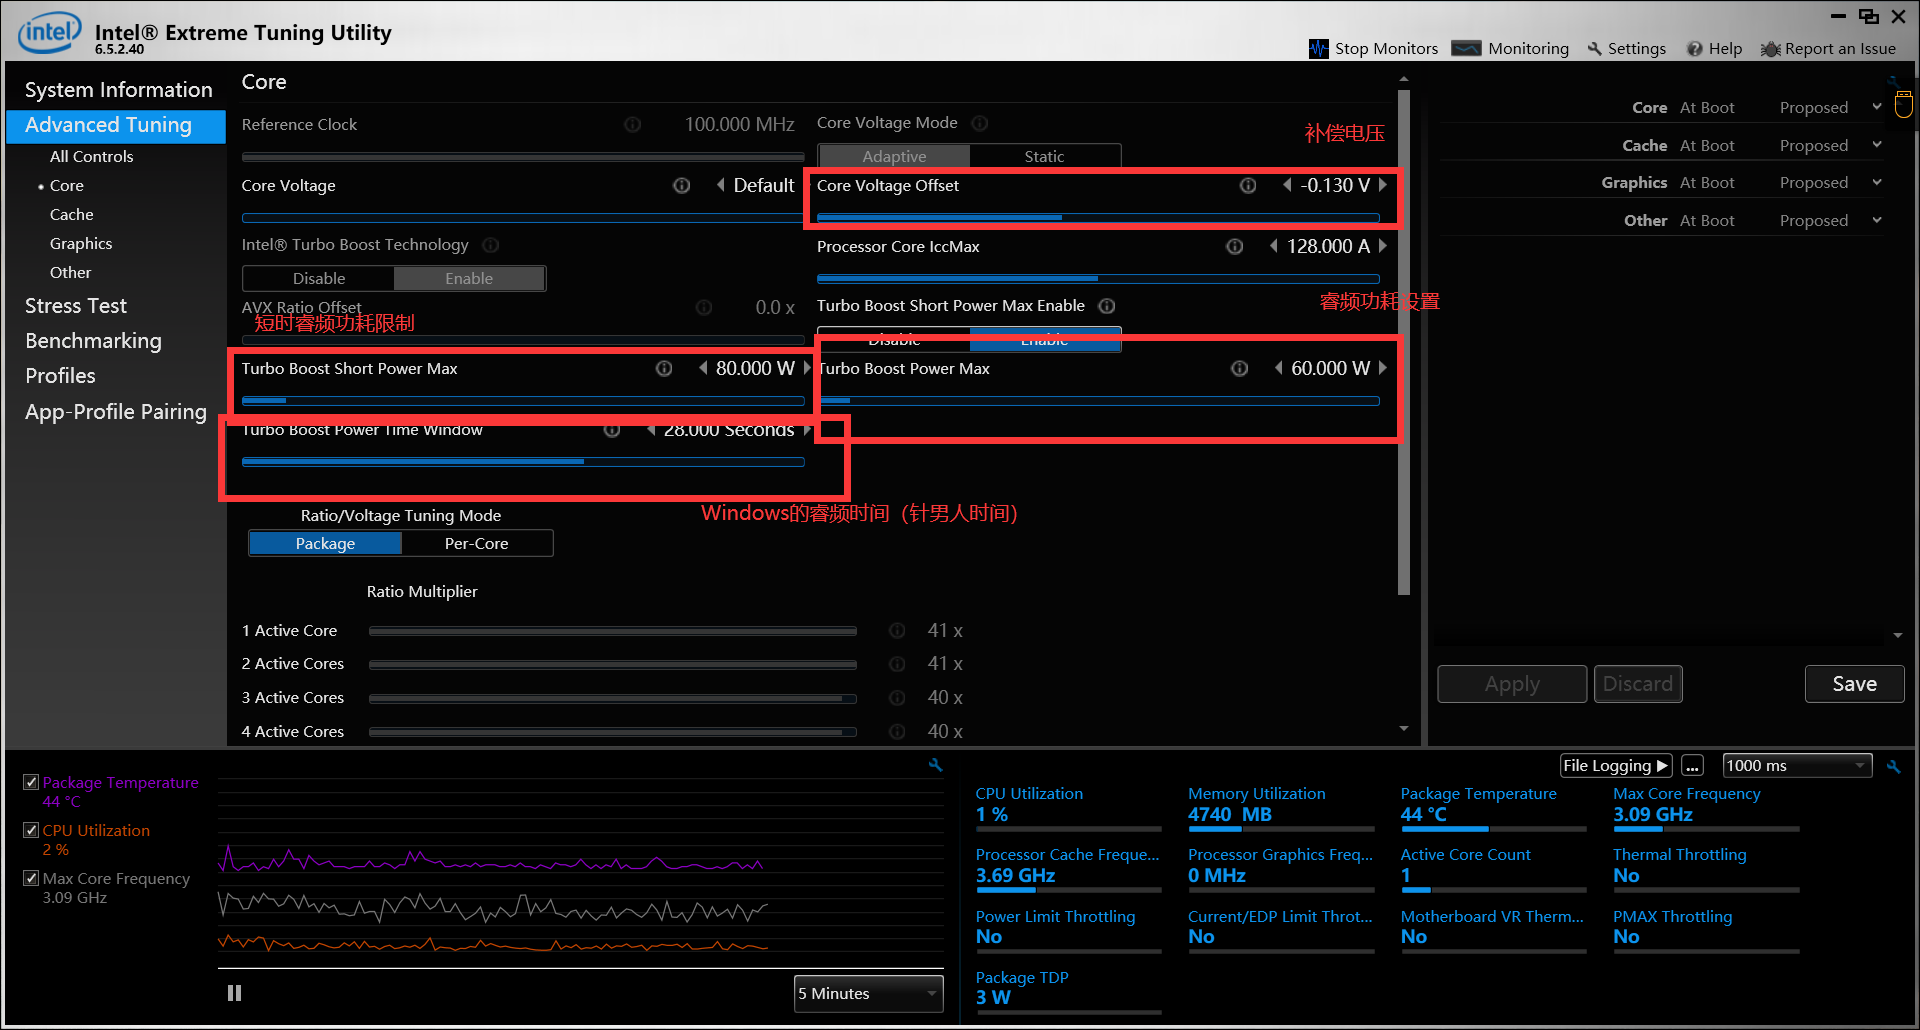 intel
Intel® Extreme Tuning Utility
6.5.2.40
Stop Monitors
Monitoring
Settings
Help
Report an Issue
System Information
Advanced Tuning
All Controls
Core
Cache
Graphics
Other
Stress Test
Benchmarking
Profiles
App-Profile Pairing
Core
Reference Clock 100.000 MHz
Core Voltage Mode
补偿电压
Adaptive Static
Core Voltage Default
Core Voltage Offset -0.130 V
Intel® Turbo Boost Technology
Processor Core IccMax 128.000 A
Disable Enable
AVX Ratio Offset 0.0 x
Turbo Boost Short Power Max Enable
睿频功耗设置
短时睿频功耗限制
Disable Enable
Turbo Boost Short Power Max 80.000 W
Turbo Boost Power Max 60.000 W
Turbo Boost Power Time Window 28.000 Seconds
Windows的睿频时间（针男人时间）
Ratio/Voltage Tuning Mode
Package Per-Core
Ratio Multiplier
1 Active Core 41 x
2 Active Cores 41 x
3 Active Cores 40 x
4 Active Cores 40 x
Core At Boot Proposed
Cache At Boot Proposed
Graphics At Boot Proposed
Other At Boot Proposed
Apply Discard Save
Package Temperature
44 °C
CPU Utilization
2 %
Max Core Frequency
3.09 GHz
5 Minutes
File Logging ... 1000 ms
CPU Utilization
1 %
Memory Utilization
4740 MB
Package Temperature
44 °C
Max Core Frequency
3.09 GHz
Processor Cache Freque...
3.69 GHz
Processor Graphics Freq...
0 MHz
Active Core Count
1
Thermal Throttling
No
Power Limit Throttling
No
Current/EDP Limit Throt...
No
Motherboard VR Therm...
No
PMAX Throttling
No
Package TDP
3 W